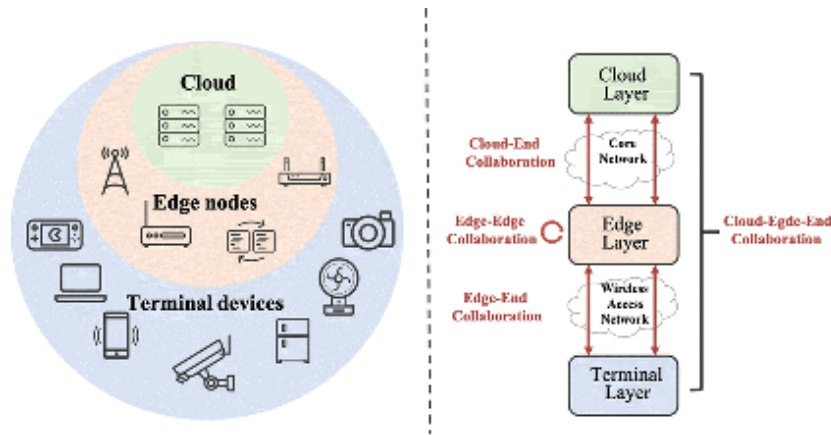 Cloud
Edge nodes
Terminal devices
Cloud
Layer
Cloud-End
Collaboration
Core
Network
Edge-Edge
Collaboration
Edge
Layer
Cloud-Egde-End
Collaboration
Edge-End
Collaboration
Wireless
Access
Network
Terminal
Layer